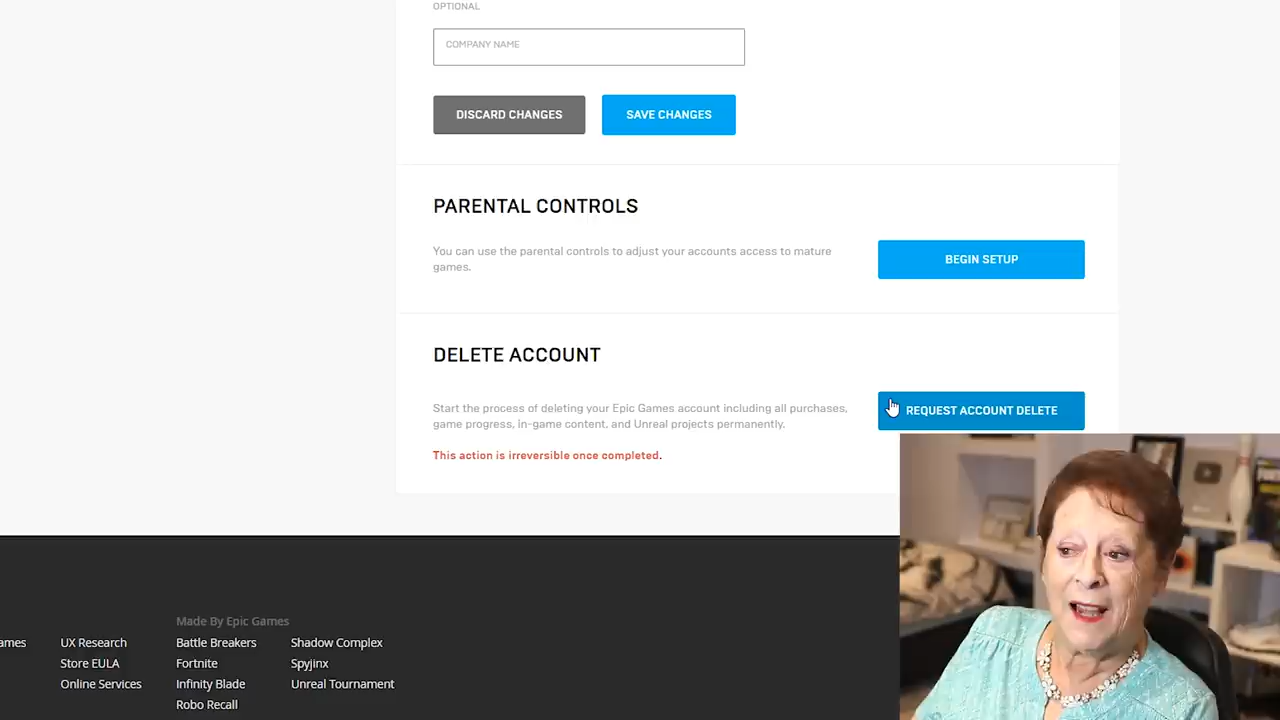 OPTIONAL
COMPANY NAME
DISCARD CHANGES
SAVE CHANGES
PARENTAL CONTROLS
You can use the parental controls to adjust your accounts access to mature
games.
BEGIN SETUP
DELETE ACCOUNT
Start the process of deleting your Epic Games account including all purchases,
game progress, in-game content, and Unreal projects permanently.
REQUEST ACCOUNT DELETE
This action is irreversible once completed.
Made By Epic Games
ames
UX Research
Battle Breakers
Shadow Complex
Store EULA
Fortnite
Spyjinx
Online Services
Infinity Blade
Unreal Tournament
Robo Recall